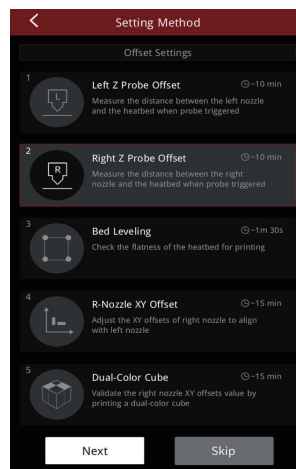 Setting Method
Offset Settings
1
L
Left Z Probe Offset
~10 min
Measure the distance between the left nozzle
and the heatbed when probe triggered
2
R
Right Z Probe Offset
~10 min
Measure the distance between the right
nozzle and the heatbed when probe triggered
3
Bed Leveling
~1m 30s
Check the flatness of the heatbed for printing
4
R-Nozzle XY Offset
~15 min
Adjust the XY offsets of right nozzle to align
with left nozzle
5
Dual-Color Cube
~15 min
Validate the right nozzle XY offsets value by
printing a dual-color cube
Next
Skip